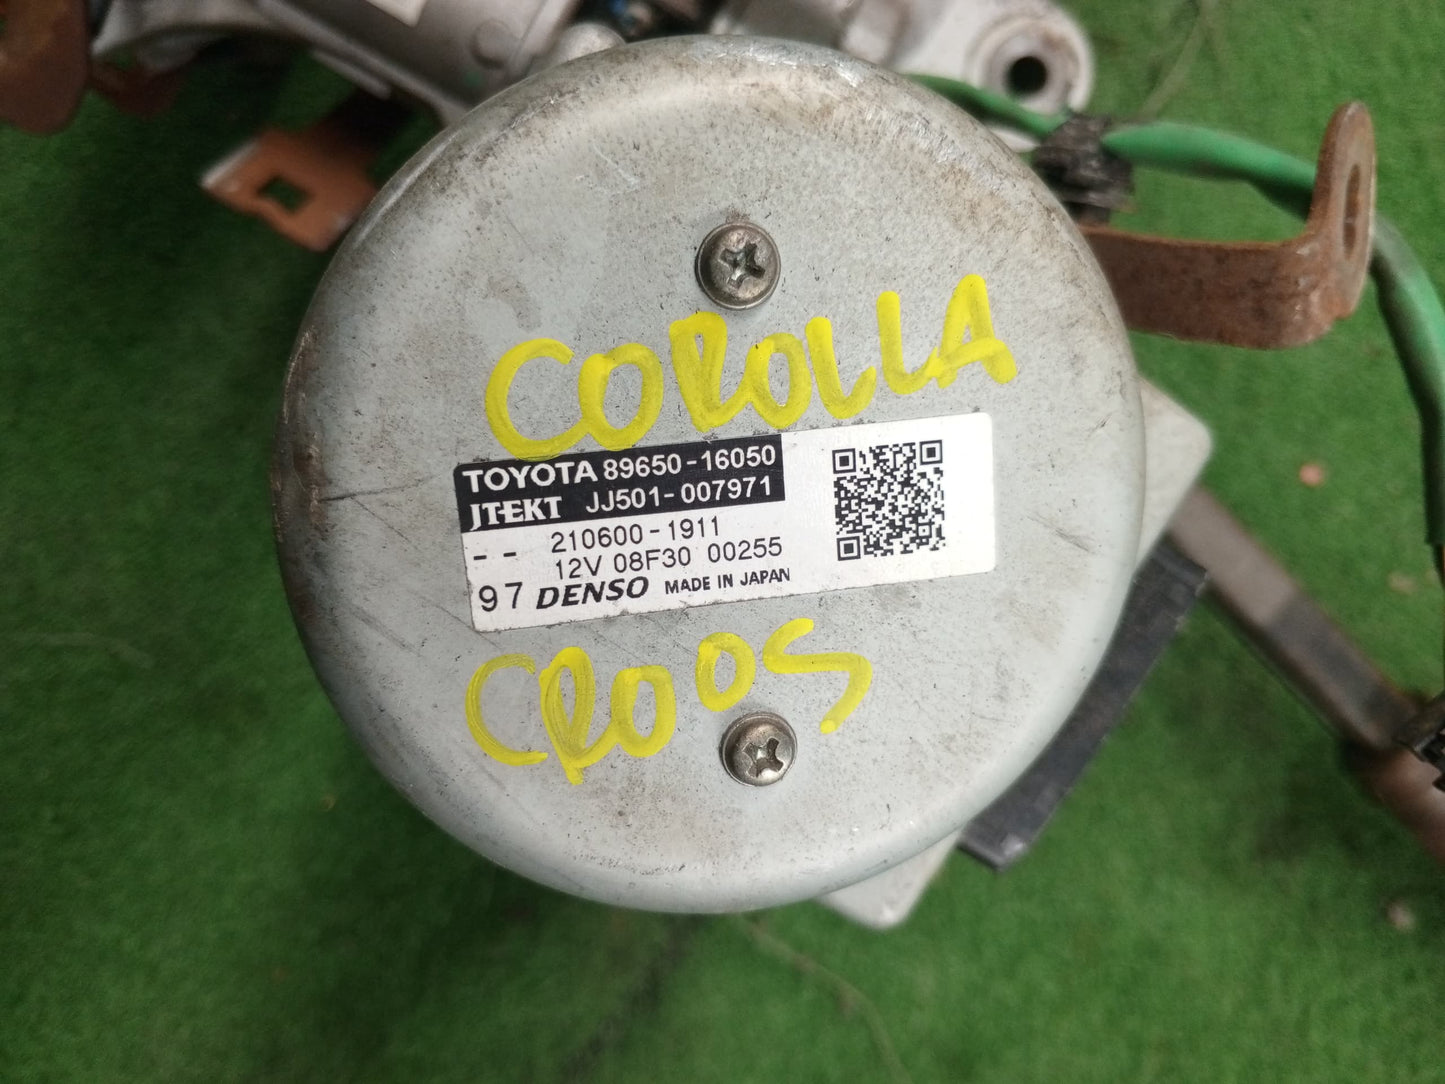 COROLLA
TOYOTA 89650-16050
JTEKT JJ501-007971
-- 210600-1911
12V 08F30 00255
97 DENSO MADE IN JAPAN
CROOS